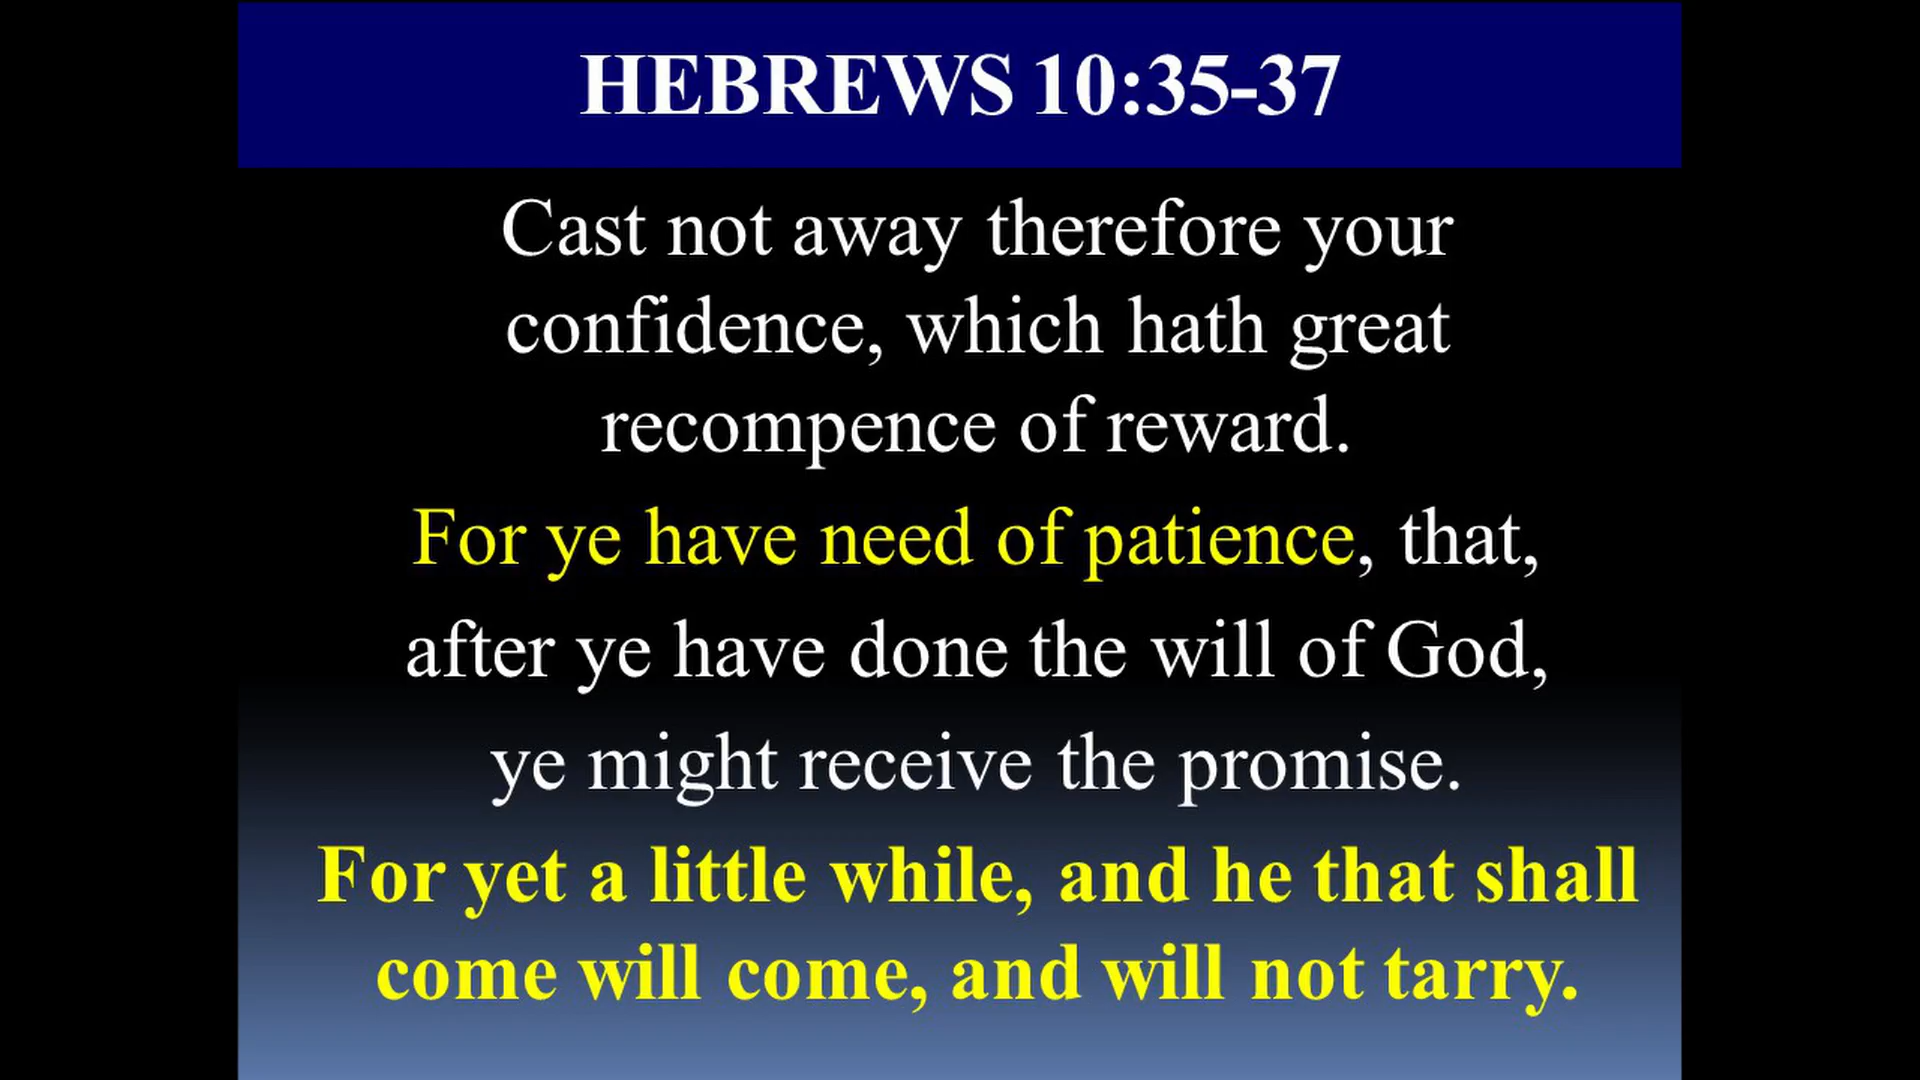 HEBREWS 10:35-37
Cast not away therefore your
confidence, which hath great
recompence of reward.
For ye have need of patience, that,
after ye have done the will of God,
ye might receive the promise.
For yet a little while, and he that shall
come will come, and will not tarry.